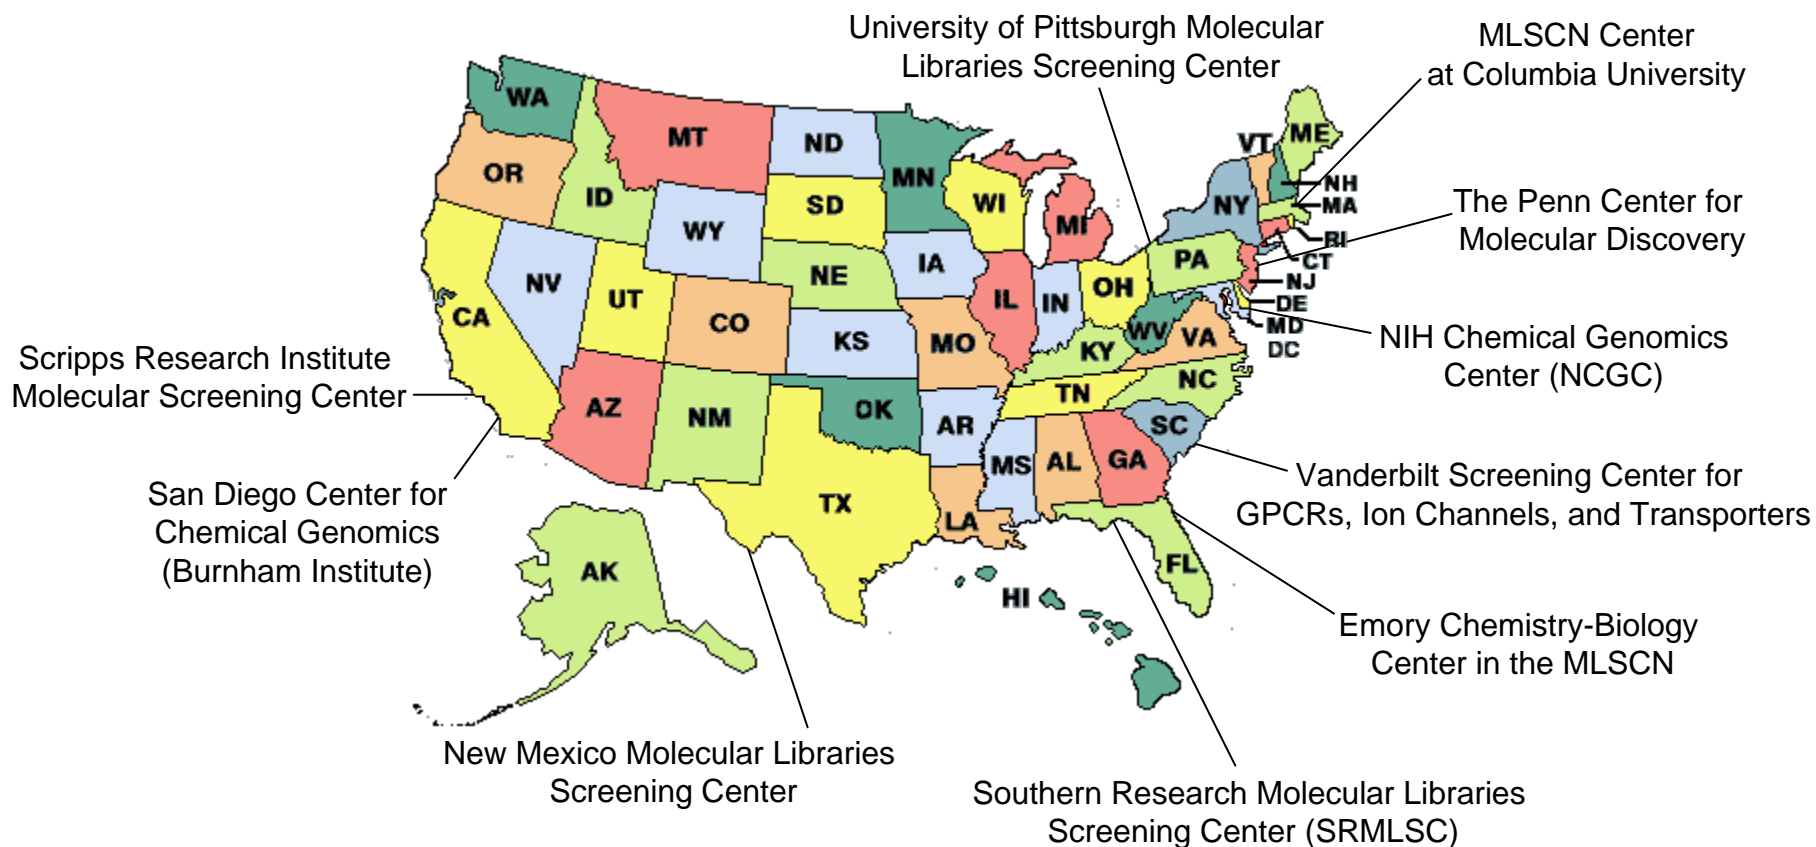 University of Pittsburgh Molecular
Libraries Screening Center
MLSCN Center
at Columbia University
WA
MT
ND
MN
VT
ME
OR
ID
SD
WI
MI
NY
NH
MA
The Penn Center for
Molecular Discovery
WY
RI
IA
PA
CT
NV
UT
NE
IL
IN
OH
NJ
DE
CA
CO
KS
MO
WV
VA
MD
DC
KY
NIH Chemical Genomics
Center (NCGC)
Scripps Research Institute
Molecular Screening Center
AZ
NM
OK
AR
TN
NC
SC
MS
AL
GA
Vanderbilt Screening Center for
GPCRs, Ion Channels, and Transporters
San Diego Center for
Chemical Genomics
(Burnham Institute)
TX
LA
FL
AK
HI
Emory Chemistry-Biology
Center in the MLSCN
New Mexico Molecular Libraries
Screening Center
Southern Research Molecular Libraries
Screening Center (SRMLSC)